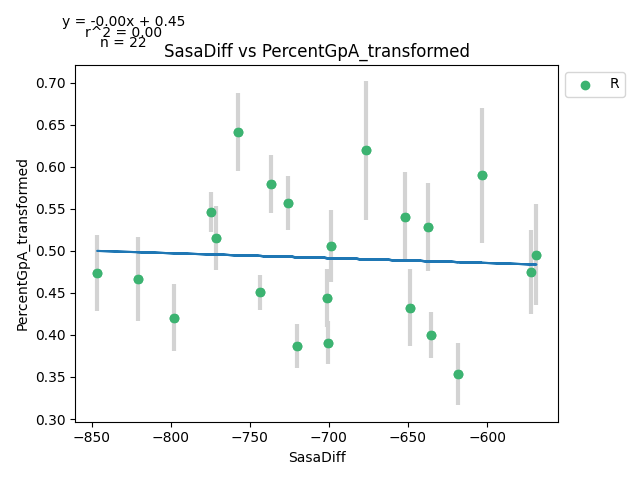 y = -0.00x + 0.45
r^2 = 0.00
n = 22
SasaDiff vs PercentGpA_transformed
R
0.70
0.65
0.60
0.55
0.50
0.45
0.40
0.35
0.30
PercentGpA_transformed
−850
−800
−750
−700
−650
−600
SasaDiff